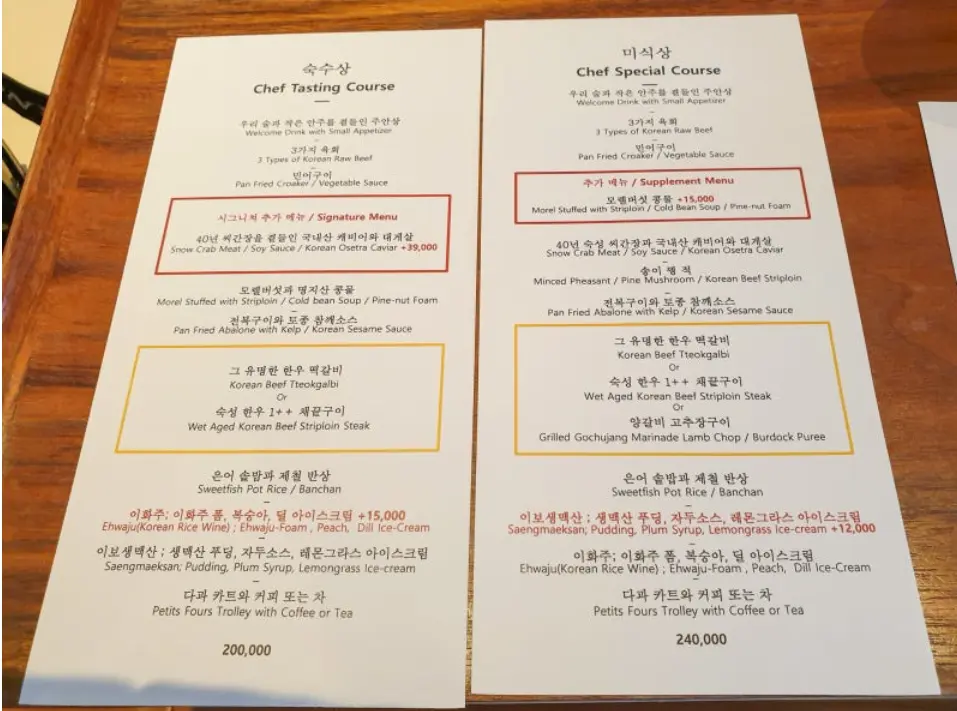 숙수상
Chef Tasting Course
우리 술과 작은 안주를 곁들인 주안상
Welcome Drink with Small Appetizer
3가지 육회
3 Types of Korean Raw Beef
민어구이
Pan Fried Croaker / Vegetable Sauce
시그니처 추가 메뉴 / Signature Menu
40년 씨간장을 곁들인 국내산 캐비어와 대게살
Snow Crab Meat / Soy Sauce / Korean Osetra Caviar +39,000
모렐버섯과 명지산 콩물
Morel Stuffed with Striploin / Cold bean Soup / Pine-nut Foam
전복구이와 토종 참깨소스
Pan Fried Abalone with Kelp / Korean Sesame Sauce
그 유명한 한우 떡갈비
Korean Beef Tteokgalbi
Or
숙성 한우 1++ 채끝구이
Wet Aged Korean Beef Striploin Steak
은어 솥밥과 제철 반상
Sweetfish Pot Rice / Banchan
이화주: 이화주 폼, 복숭아, 딜 아이스크림 +15,000
Ehwaju(Korean Rice Wine) ; Ehwaju-Foam , Peach, Dill Ice-Cream
이보생맥산 ; 생맥산 푸딩, 자두소스, 레몬그라스 아이스크림
Saengmaeksan; Pudding, Plum Syrup, Lemongrass Ice-cream
다과 카트와 커피 또는 차
Petits Fours Trolley with Coffee or Tea
200,000
미식상
Chef Special Course
우리 술과 작은 안주를 곁들인 주안상
Welcome Drink with Small Appetizer
3가지 육회
3 Types of Korean Raw Beef
민어구이
Pan Fried Croaker / Vegetable Sauce
추가 메뉴 / Supplement Menu
모렐버섯 콩물 +15,000
Morel Stuffed with Striploin / Cold Bean Soup / Pine-nut Foam
40년 숙성 씨간장과 국내산 캐비어와 대게살
Snow Crab Meat / Soy Sauce / Korean Osetra Caviar
송이 꿩 적
Minced Pheasant / Pine Mushroom / Korean Beef Striploin
전복구이와 토종 참깨소스
Pan Fried Abalone with Kelp / Korean Sesame Sauce
그 유명한 한우 떡갈비
Korean Beef Tteokgalbi
Or
숙성 한우 1++ 채끝구이
Wet Aged Korean Beef Striploin Steak
Or
양갈비 고추장구이
Grilled Gochujang Marinade Lamb Chop / Burdock Puree
은어 솥밥과 제철 반상
Sweetfish Pot Rice / Banchan
이보생맥산 ; 생맥산 푸딩, 자두소스, 레몬그라스 아이스크림
Saengmaeksan; Pudding, Plum Syrup, Lemongrass Ice-cream +12,000
이화주; 이화주 폼, 복숭아, 딜 아이스크림
Ehwaju(Korean Rice Wine) ; Ehwaju-Foam , Peach, Dill Ice-Cream
다과 카트와 커피 또는 차
Petits Fours Trolley with Coffee or Tea
240,000